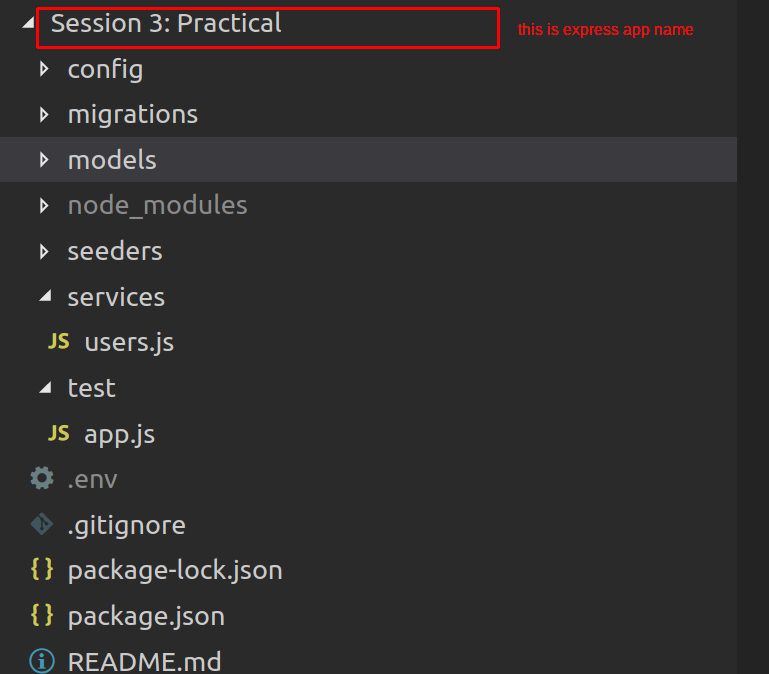 Session 3: Practical
this is express app name
config
migrations
models
node_modules
seeders
services
JS users.js
test
JS app.js
.env
.gitignore
{} package-lock.json
{} package.json
README.md